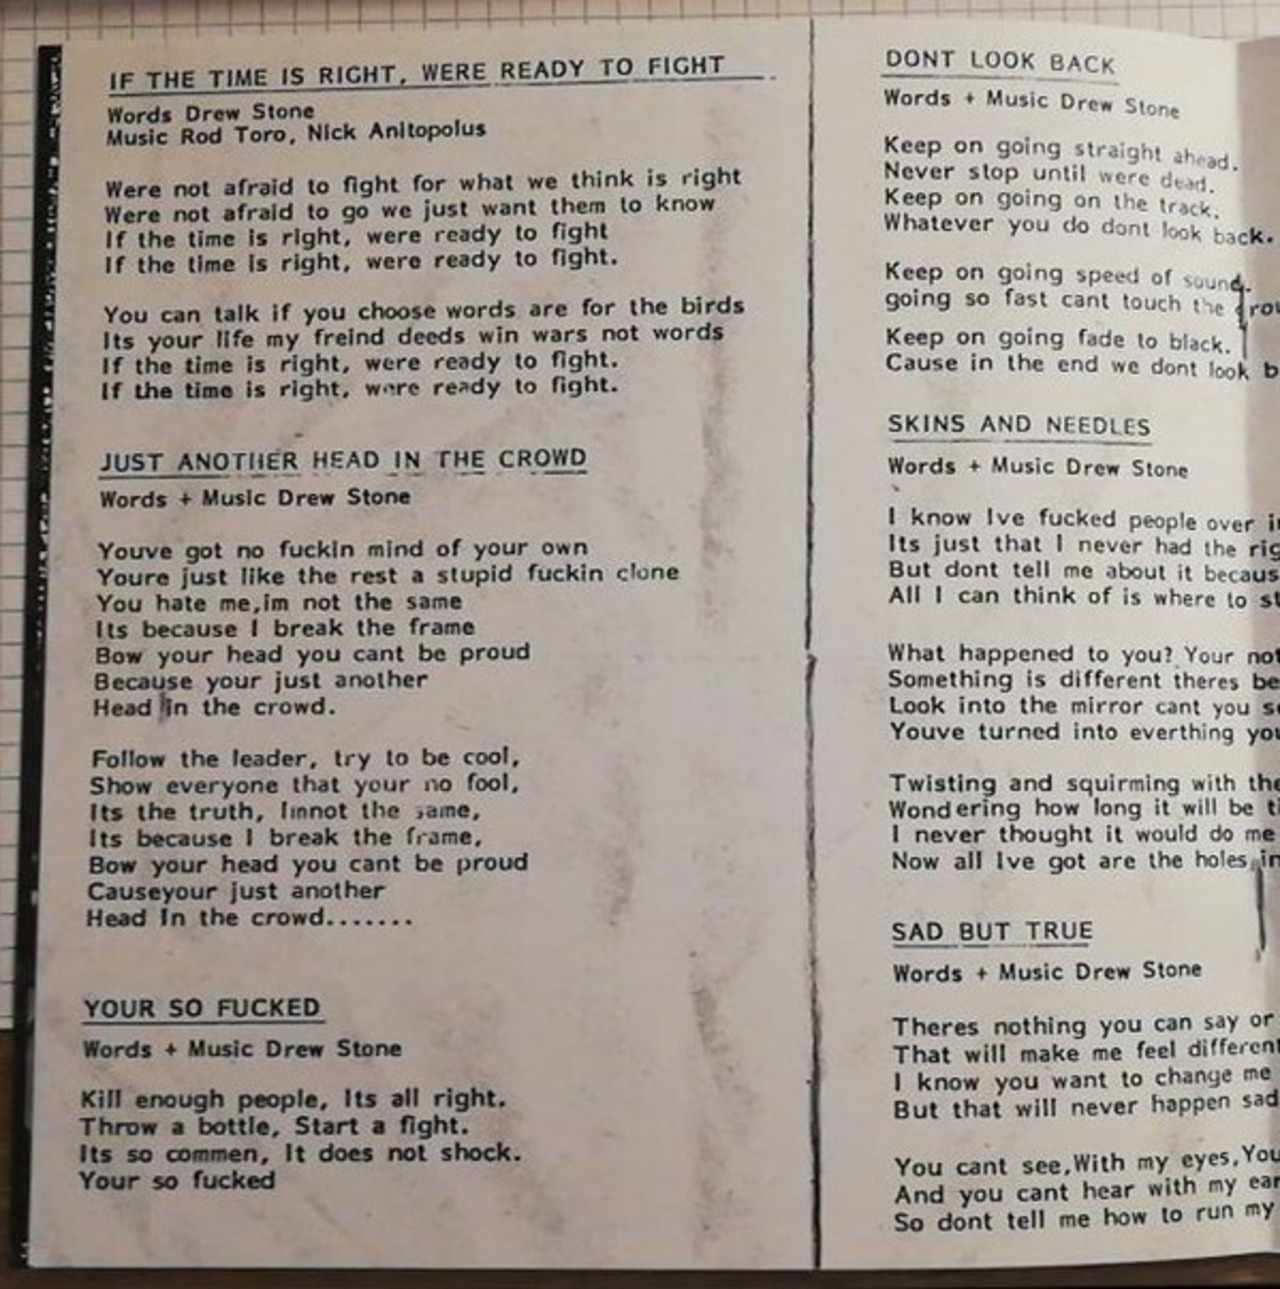 IF THE TIME IS RIGHT, WERE READY TO FIGHT
Words Drew Stone
Music Rod Toro, Nick Anitopolus
Were not afraid to fight for what we think is right
Were not afraid to go we just want them to know
If the time is right, were ready to fight
If the time is right, were ready to fight.
You can talk if you choose words are for the birds
Its your life my freind deeds win wars not words
If the time is right, were ready to fight.
If the time is right, were ready to fight.
JUST ANOTHER HEAD IN THE CROWD
Words + Music Drew Stone
Youve got no fuckin mind of your own
Youre just like the rest a stupid fuckin clone
You hate me,im not the same
Its because I break the frame
Bow your head you cant be proud
Because your just another
Head in the crowd.
Follow the leader, try to be cool,
Show everyone that your no fool,
Its the truth, Imnot the same,
Its because I break the frame,
Bow your head you cant be proud
Causeyour just another
Head In the crowd.......
YOUR SO FUCKED
Words + Music Drew Stone
Kill enough people, Its all right.
Throw a bottle, Start a fight.
Its so commen, It does not shock.
Your so fucked
DONT LOOK BACK
Words + Music Drew Stone
Keep on going straight ahead.
Never stop until were dead.
Keep on going on the track.
Whatever you do dont look back.
Keep on going speed of sound.
going so fast cant touch the
Keep on going fade to black.
Cause in the end we dont look b
SKINS AND NEEDLES
Words + Music Drew Stone
I know Ive fucked people over
Its just that I never had the
But dont tell me about it becaus
All I can think of is where to
What happened to you? Your not
Something is different theres be
Look into the mirror cant you
Youve turned into everthing you
Twisting and squirming with the
Wondering how long it will be
I never thought it would do me
Now all Ive got are the holes in
SAD BUT TRUE
Words + Music Drew Stone
Theres nothing you can say or
That will make me feel different
I know you want to change me
But that will never happen sad
You cant see,With my eyes,You
And you cant hear with my ear
So dont tell me how to run my